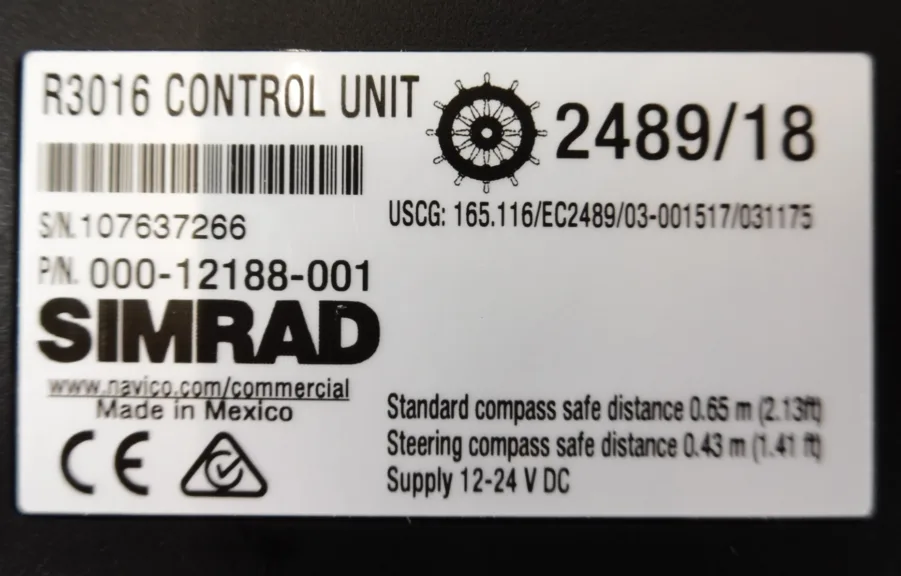 R3016 CONTROL UNIT
2489/18
USCG: 165.116/EC2489/03-001517/031175
S/N.107637266
P/N. 000-12188-001
SIMRAD
www.navico.com/commercial
Made in Mexico
CE
Standard compass safe distance 0.65 m (2.13ft)
Steering compass safe distance 0.43 m (1.41 ft)
Supply 12-24 V DC